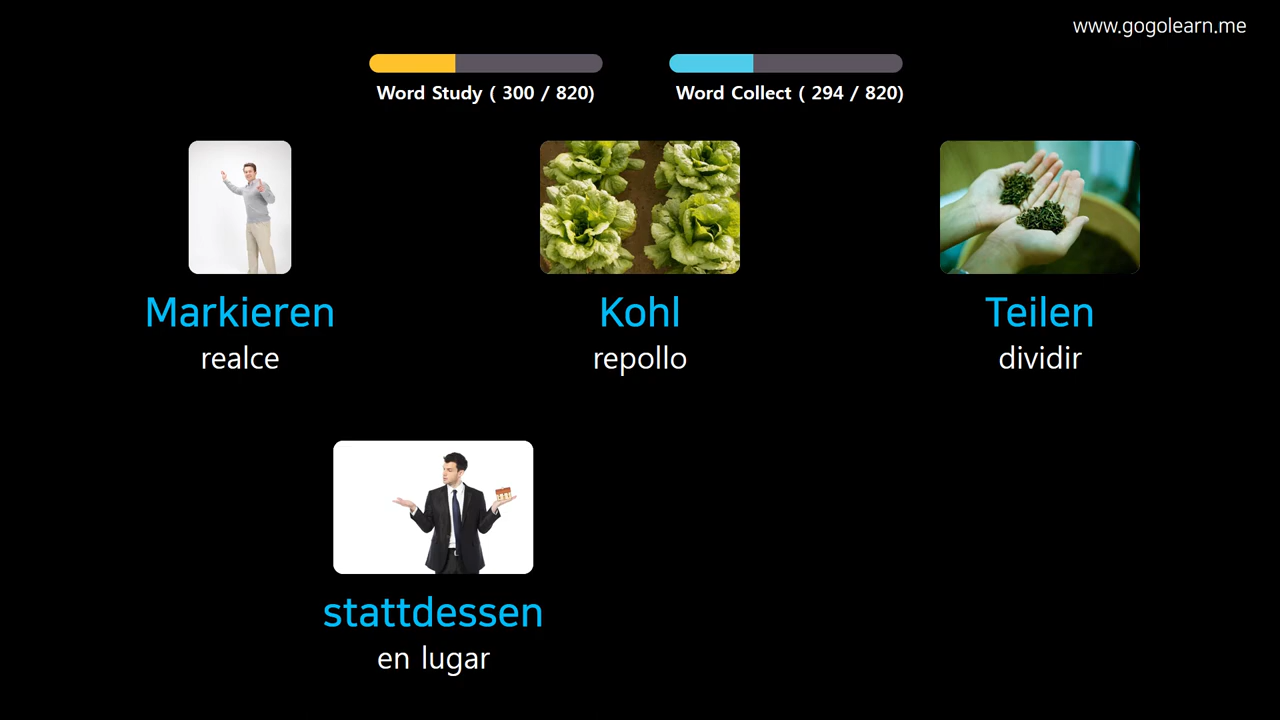 www.gogolearn.me
Word Study ( 300 / 820)
Word Collect ( 294 / 820)
Markieren
realce
Kohl
repollo
Teilen
dividir
stattdessen
en lugar